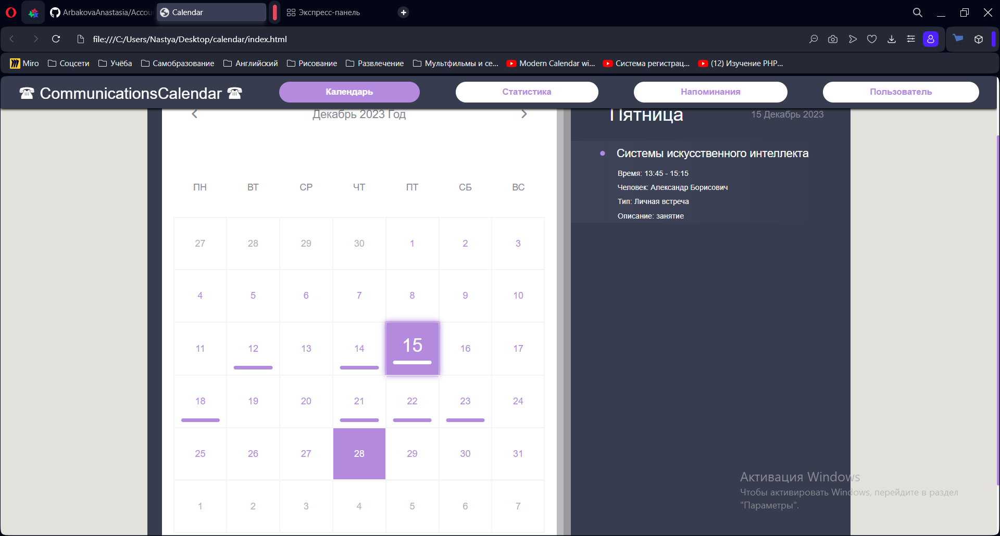 ArbakovaAnastasia/Accou
Calendar
Экспресс-панель
file:///C:/Users/Nastya/Desktop/calendar/index.html
Miro
Соцсети
Учёба
Самобразование
Английский
Рисование
Развлечение
Мультфильмы и се...
Modern Calendar wi...
Система регистрац...
(12) Изучение PHP...
☎ CommunicationsCalendar ☎
Календарь
Статистика
Напоминания
Пользователь
Декабрь 2023 Год
ПН ВТ СР ЧТ ПТ СБ ВС
27 28 29 30 1 2 3
4 5 6 7 8 9 10
11 12 13 14 15 16 17
18 19 20 21 22 23 24
25 26 27 28 29 30 31
1 2 3 4 5 6 7
Пятница
15 Декабрь 2023
Системы искусственного интеллекта
Время: 13:45 - 15:15
Человек: Александр Борисович
Тип: Личная встреча
Описание: занятие
Активация Windows
Чтобы активировать Windows, перейдите в раздел
"Параметры".